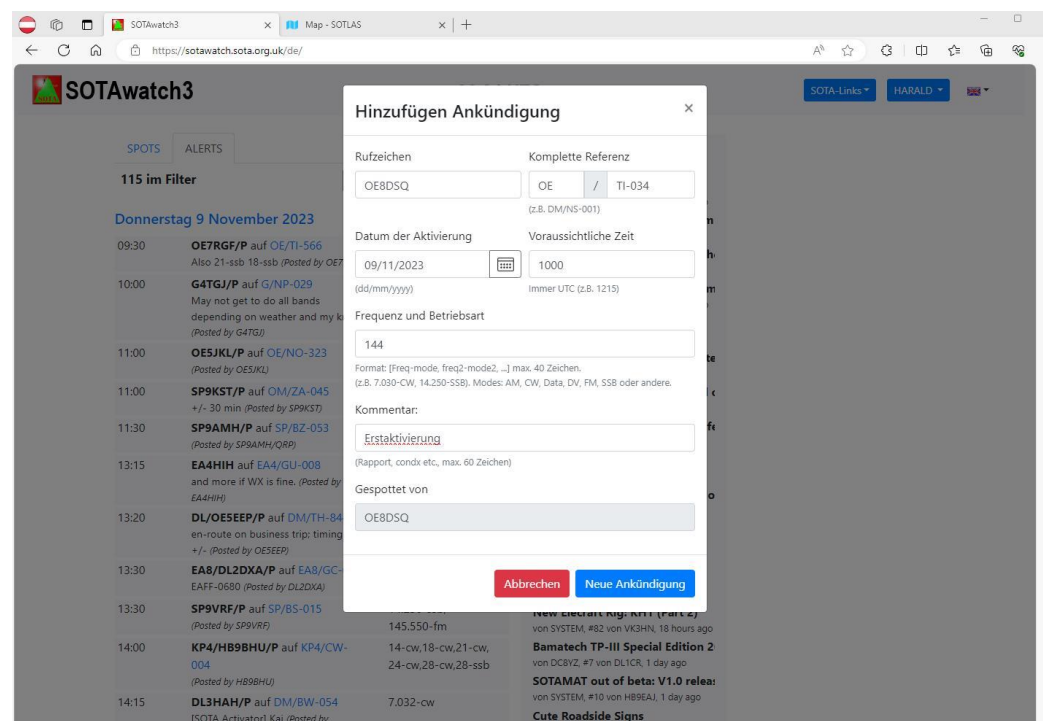 SOTAwatch3
Map - SOTLAS
https://sotawatch.sota.org.uk/de/
SOTAwatch3
SOTA-Links
HARALD
SPOTS ALERTS
115 im Filter
Donnerstag 9 November 2023
09:30 OE7RGF/P auf OE/TI-566
Also 21-ssb 18-ssb (Posted by OE7
10:00 G4TGJ/P auf G/NP-029
May not get to do all bands
depending on weather and my k
(Posted by G4TGJ)
11:00 OE5JKL/P auf OE/NO-323
(Posted by OE5JKL)
11:00 SP9KST/P auf OM/ZA-045
+/- 30 min (Posted by SP9KST)
11:30 SP9AMH/P auf SP/BZ-053
(Posted by SP9AMH/QRP)
13:15 EA4HIH auf EA4/GU-008
and more if WX is fine. (Posted by
EA4HIH)
13:20 DL/OE5EEP/P auf DM/TH-84
en-route on business trip: timing
+/- (Posted by OE5EEP)
13:30 EA8/DL2DXA/P auf EA8/GC-
EAFF-0680 (Posted by DL2DXA)
13:30 SP9VRF/P auf SP/BS-015
(Posted by SP9VRF)
145.550-fm
14:00 KP4/HB9BHU/P auf KP4/CW-
004
(Posted by HB9BHU)
14-cw,18-cw,21-cw,
24-cw,28-cw,28-ssb
14:15 DL3HAH/P auf DM/BW-054 7.032-cw
[SOTA Activator] Kai (Posted by
Hinzufügen Ankündigung ×
Rufzeichen
OE8DSQ
Komplette Referenz
OE / TI-034
(z.B. DM/NS-001)
Datum der Aktivierung
09/11/2023
(dd/mm/yyyy)
Voraussichtliche Zeit
1000
Immer UTC (z.B. 1215)
Frequenz und Betriebsart
144
Format: [Freq-mode, freq2-mode2, ...] max. 40 Zeichen.
(z.B. 7.030-CW, 14.250-SSB). Modes: AM, CW, Data, DV, FM, SSB oder andere.
Kommentar:
Erstaktivierung
(Rapport, condx etc., max. 60 Zeichen)
Gespottet von
OE8DSQ
Abbrechen Neue Ankündigung
New Elecraft Rig: KH1 (Part 2)
von SYSTEM, #82 von VK3HN, 18 hours ago
Bamatech TP-III Special Edition 2
von DC8YZ, #7 von DL1CR, 1 day ago
SOTAMAT out of beta: V1.0 releas
von SYSTEM, #10 von HB9EAJ, 1 day ago
Cute Roadside Signs